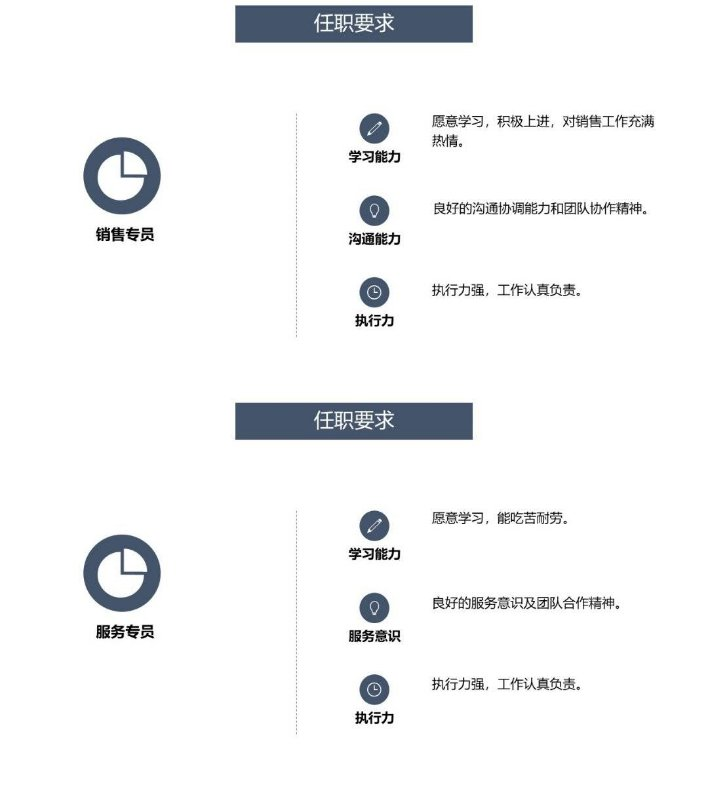 任职要求
销售专员
学习能力
愿意学习，积极上进，对销售工作充满
热情。
沟通能力
良好的沟通协调能力和团队协作精神。
执行力
执行力强，工作认真负责。
任职要求
服务专员
学习能力
愿意学习，能吃苦耐劳。
服务意识
良好的服务意识及团队合作精神。
执行力
执行力强，工作认真负责。